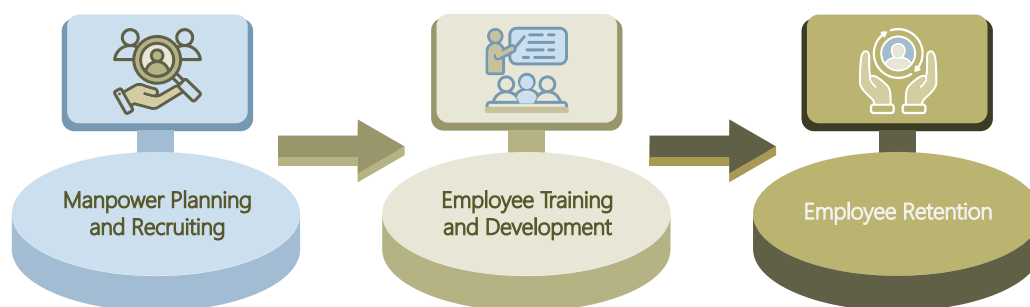 Manpower Planning
and Recruiting
Employee Training
and Development
Employee Retention